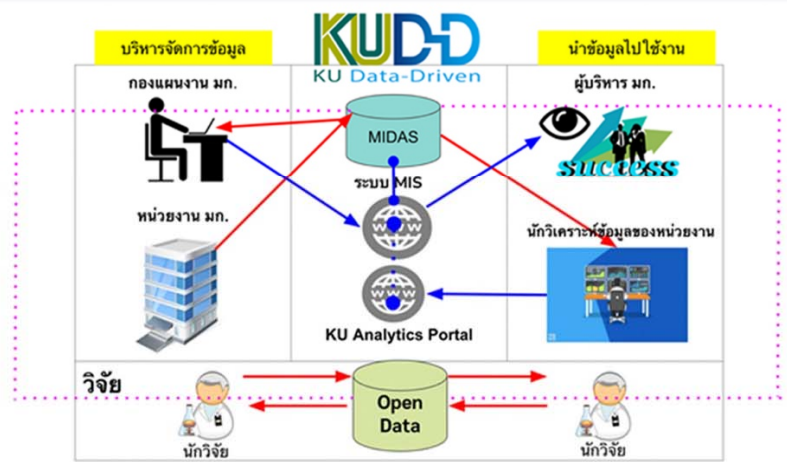 บริหารจัดการข้อมูล
KUD-D
KU Data-Driven
นำข้อมูลไปใช้งาน
กองแผนงาน มก.
MIDAS
ผู้บริหาร มก.
success
ระบบ MIS
หน่วยงาน มก.
www
นักวิเคราะห์ข้อมูลของหน่วยงาน
www
KU Analytics Portal
วิจัย
Open
Data
นักวิจัย
นักวิจัย